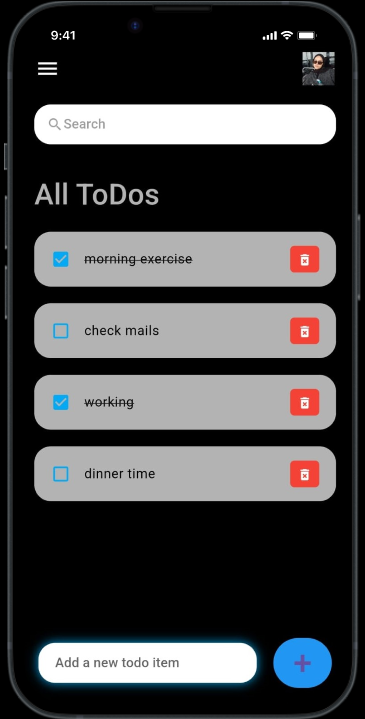 9:41
Search
All ToDos
morning exercise
check mails
working
dinner time
Add a new todo item